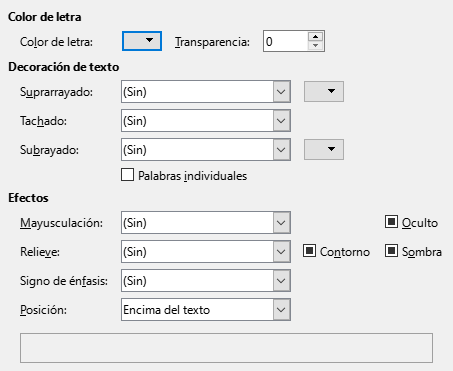 Color de letra
Color de letra: Transparencia: 0
Decoración de texto
Suprarrayado: (Sin)
Tachado: (Sin)
Subrayado: (Sin)
Palabras individuales
Efectos
Mayusculación: (Sin) Oculto
Relieve: (Sin) Contorno Sombra
Signo de énfasis: (Sin)
Posición: Encima del texto